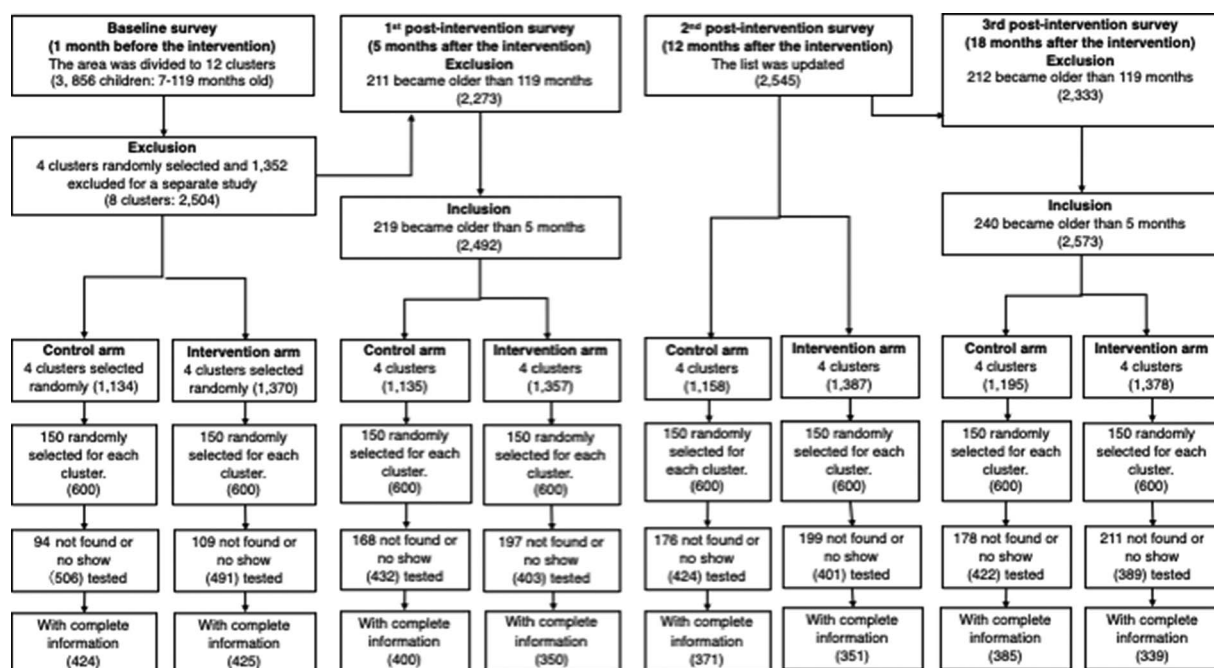 Baseline survey
(1 month before the intervention)
The area was divided to 12 clusters
(3, 856 children: 7-119 months old)
Exclusion
4 clusters randomly selected and 1,352
excluded for a separate study
(8 clusters: 2,504)
Control arm
4 clusters selected
randomly (1,134)
Intervention arm
4 clusters selected
randomly (1,370)
150 randomly
selected for each
cluster.
(600)
150 randomly
selected for each
cluster.
(600)
94 not found or
no show
(506) tested
109 not found or
no show
(491) tested
With complete
information
(424)
With complete
information
(425)
1st post-intervention survey
(5 months after the intervention)
Exclusion
211 became older than 119 months
(2,273)
Inclusion
219 became older than 5 months
(2,492)
Control arm
4 clusters
(1,135)
Intervention arm
4 clusters
(1,357)
150 randomly
selected for each
cluster.
(600)
150 randomly
selected for each
cluster.
(600)
168 not found or
no show
(432) tested
197 not found or
no show
(403) tested
With complete
information
(400)
With complete
information
(350)
2nd post-intervention survey
(12 months after the intervention)
The list was updated
(2,545)
Control arm
4 clusters
(1,158)
Intervention arm
4 clusters
(1,387)
150 randomly
selected for
each cluster.
(600)
150 randomly
selected for each
cluster.
(600)
176 not found or
no show
(424) tested
199 not found or
no show
(401) tested
With complete
information
(371)
With complete
information
(351)
3rd post-intervention survey
(18 months after the intervention)
Exclusion
212 became older than 119 months
(2,333)
Inclusion
240 became older than 5 months
(2,573)
Control arm
4 clusters
(1,195)
Intervention arm
4 clusters
(1,378)
150 randomly
selected for each
cluster.
(600)
150 randomly
selected for each
cluster.
(600)
178 not found or
no show
(422) tested
211 not found or
no show
(389) tested
With complete
information
(385)
With complete
information
(339)